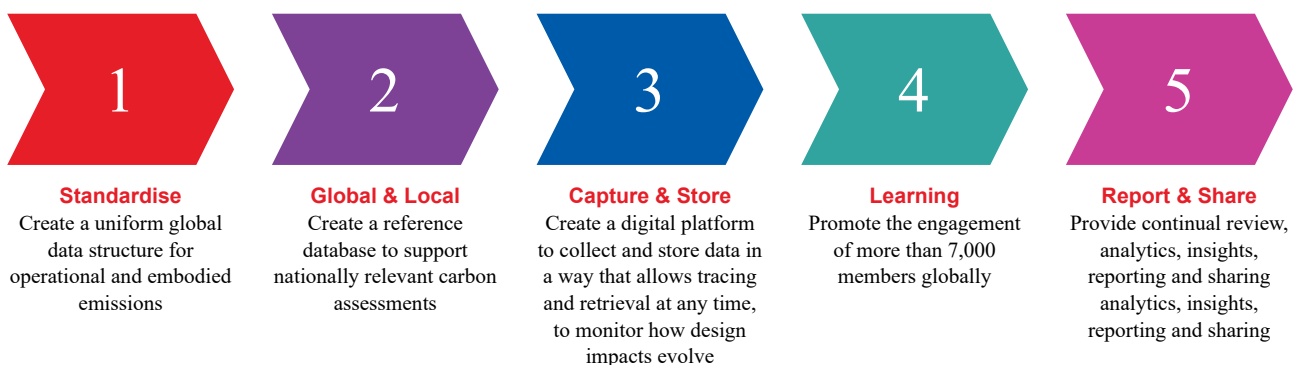 1
Standardise
Create a uniform global
data structure for
operational and embodied
emissions
2
Global & Local
Create a reference
database to support
nationally relevant carbon
assessments
3
Capture & Store
Create a digital platform
to collect and store data in
a way that allows tracing
and retrieval at any time,
to monitor how design
impacts evolve
4
Learning
Promote the engagement
of more than 7,000
members globally
5
Report & Share
Provide continual review,
analytics, insights,
reporting and sharing
analytics, insights,
reporting and sharing